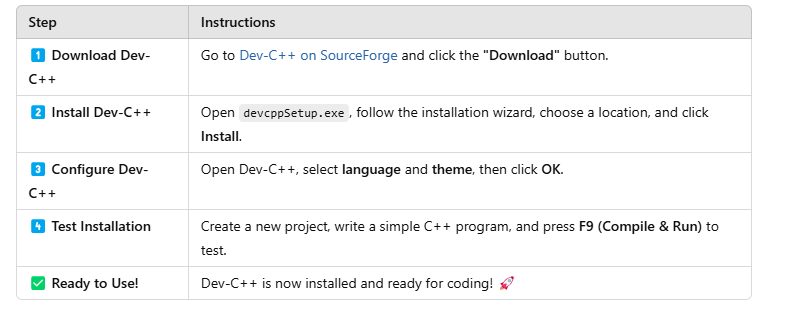 Step Instructions
1️⃣ Download Dev-C++ Go to Dev-C++ on SourceForge and click the "Download" button.
2️⃣ Install Dev-C++ Open devcppSetup.exe, follow the installation wizard, choose a location, and click
Install.
3️⃣ Configure Dev-C++ Open Dev-C++, select language and theme, then click OK.
4️⃣ Test Installation Create a new project, write a simple C++ program, and press F9 (Compile & Run) to
test.
✅ Ready to Use! Dev-C++ is now installed and ready for coding! 🚀